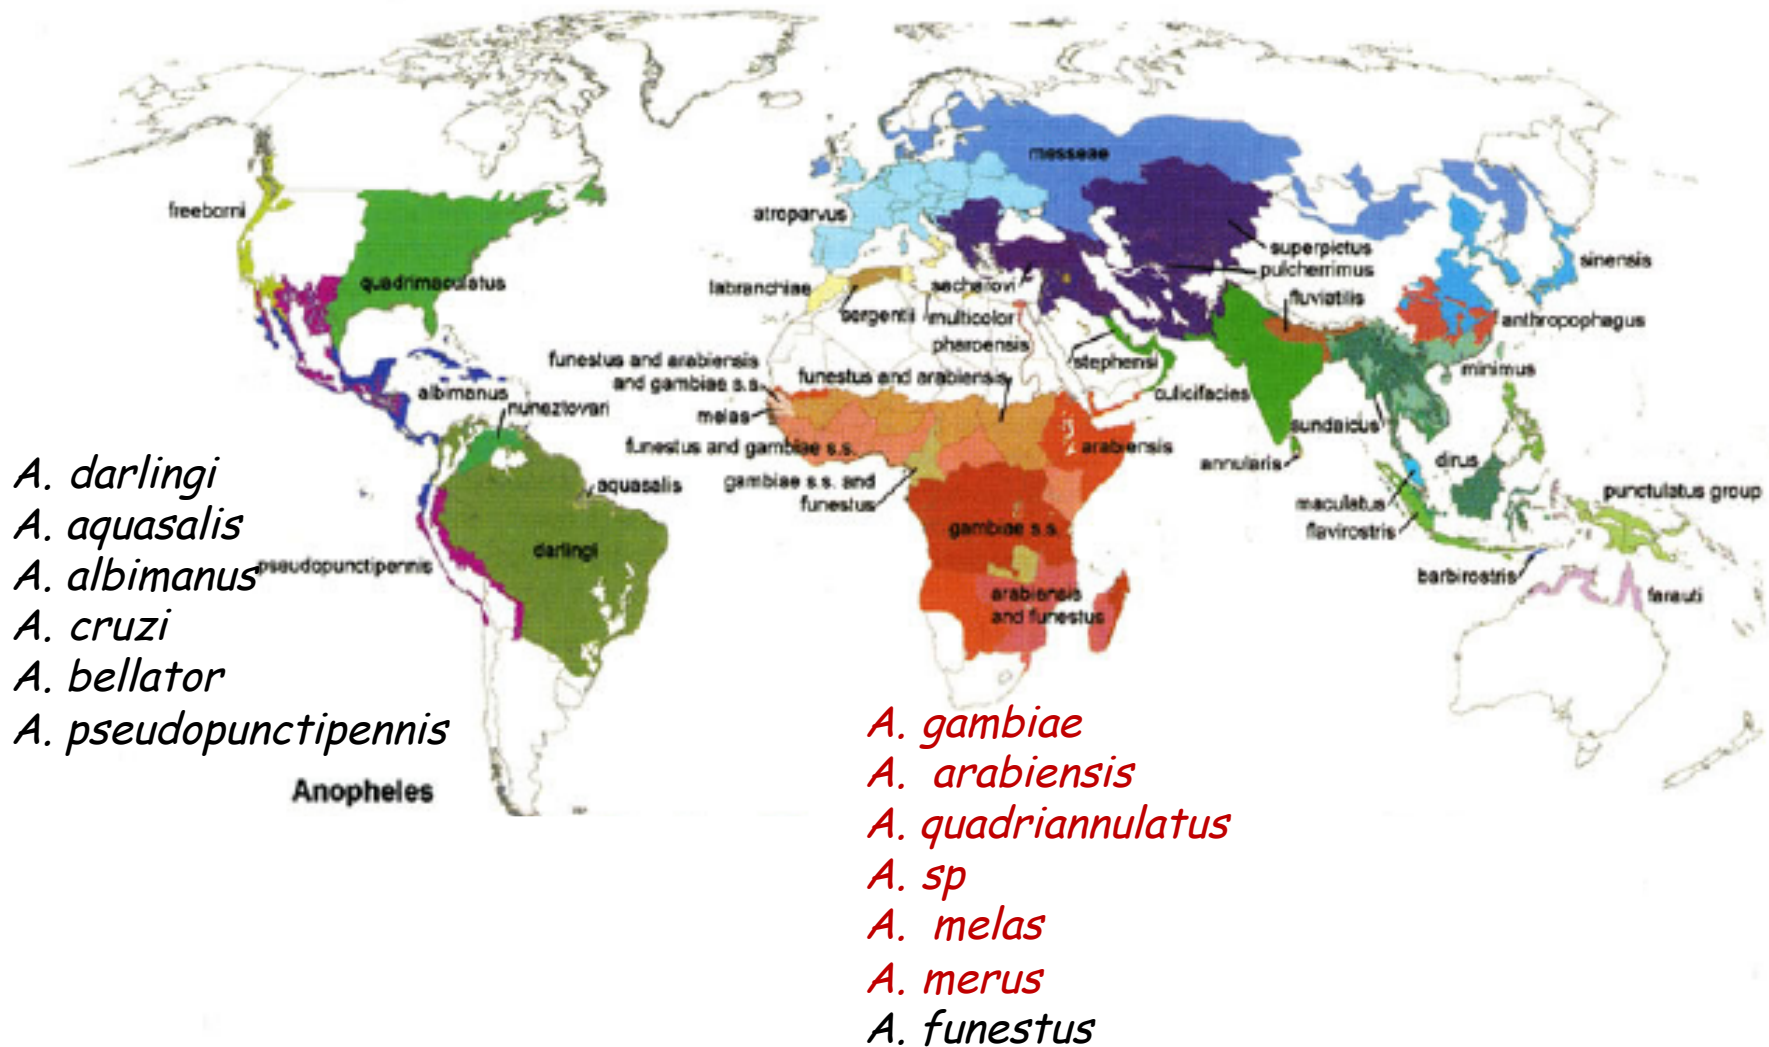 messeae
freeborni
atroparvus
quadrimaculatus
superpictus
pulcherrimus
sinensis
labranchiae
sacharovi
fluviatilis
sergentii
multicolor
anthropophagus
pharoensis
funestus and arabiensis
and gambiae s.s.
funestus and arabiensis
stephensi
minimus
albimanus
nuneztovari
melas
culicifacies
sundaicus
funestus and gambiae s.s.
arabiensis
annularis
dirus
aquasalis
gambiae s.s. and
funestus
maculatus
flavirostris
punctulatus group
gambiae s.s.
darlingi
pseudopunctipennis
barbirostris
farauti
arabiensis
and funestus
A. darlingi
A. aquasalis
A. albimanus
A. cruzi
A. bellator
A. pseudopunctipennis
Anopheles
A. gambiae
A. arabiensis
A. quadriannulatus
A. sp
A. melas
A. merus
A. funestus